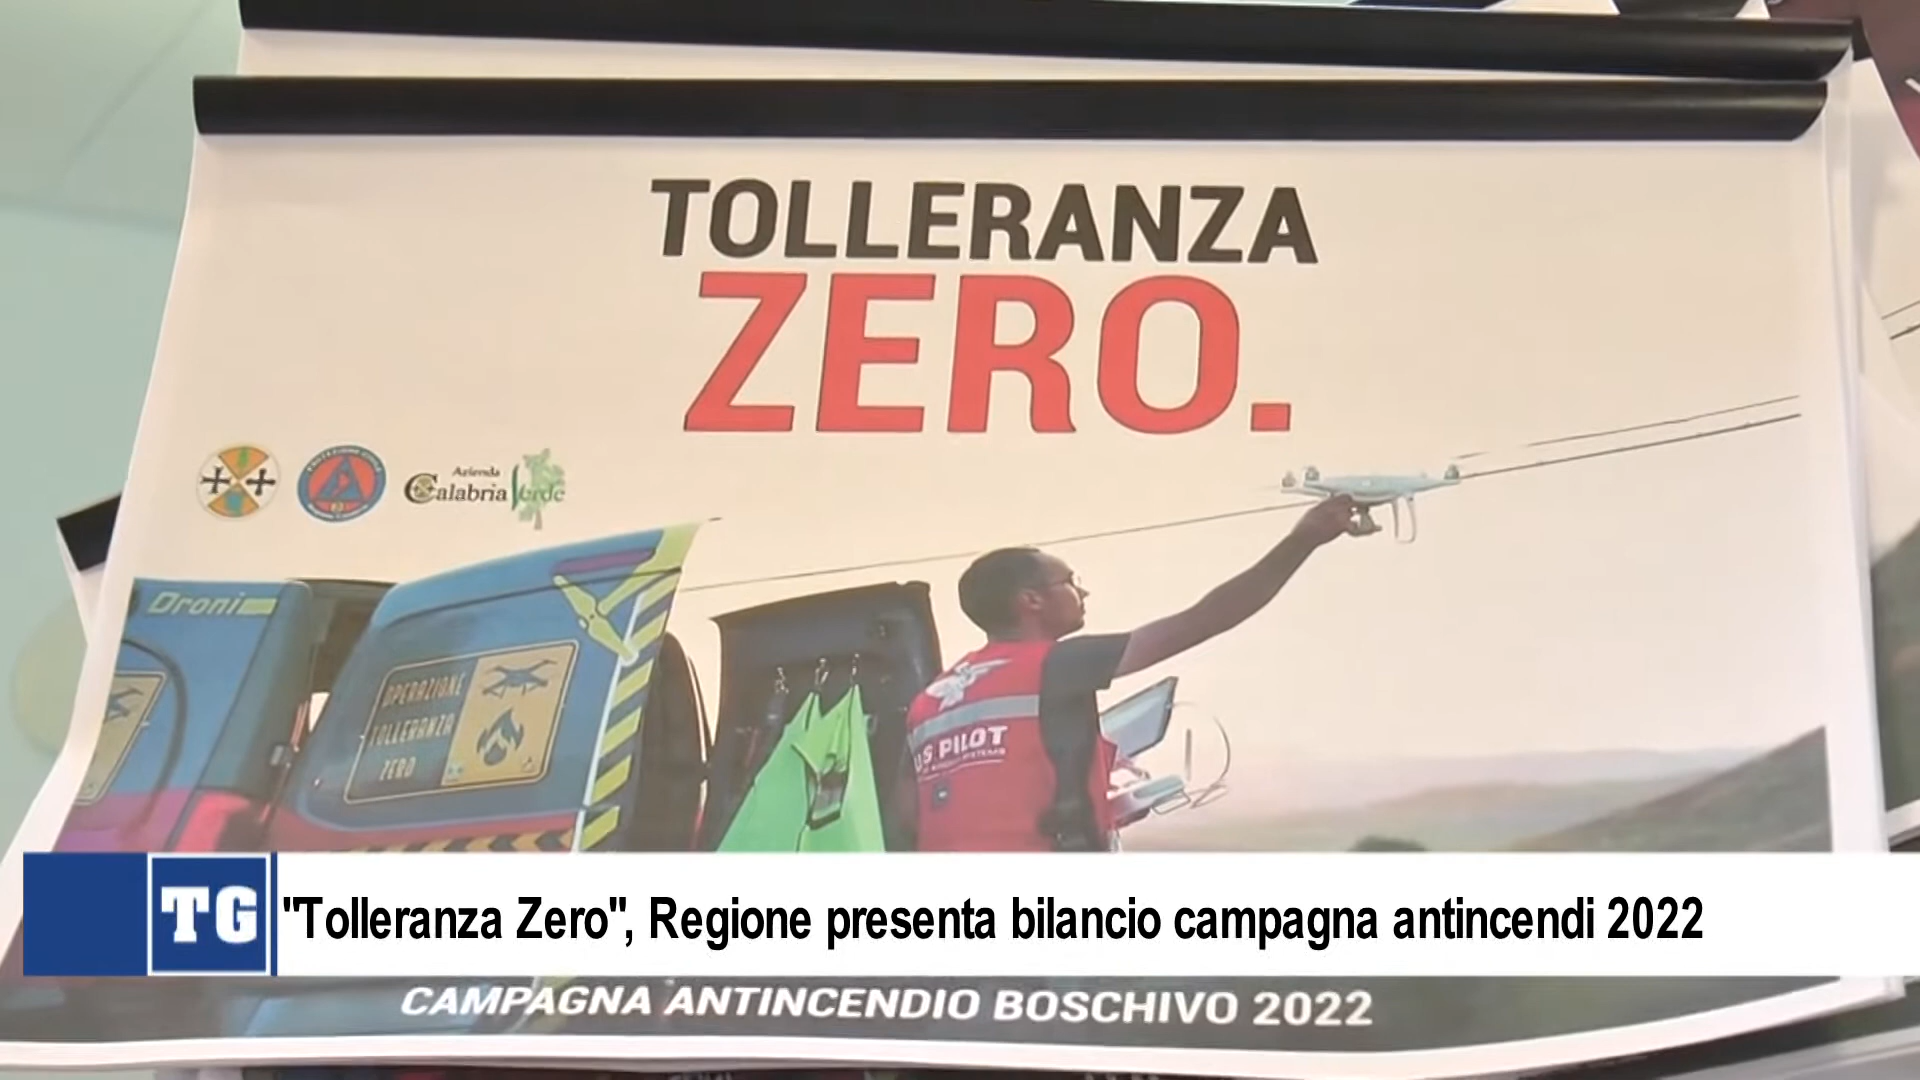 TOLLERANZA
ZERO.
Azienda
Calabria Verde
Droni
OPERAZIONE
TOLLERANZA
ZERO
PILOT
TG "Tolleranza Zero", Regione presenta bilancio campagna antincendi 2022
CAMPAGNA ANTINCENDIO BOSCHIVO 2022